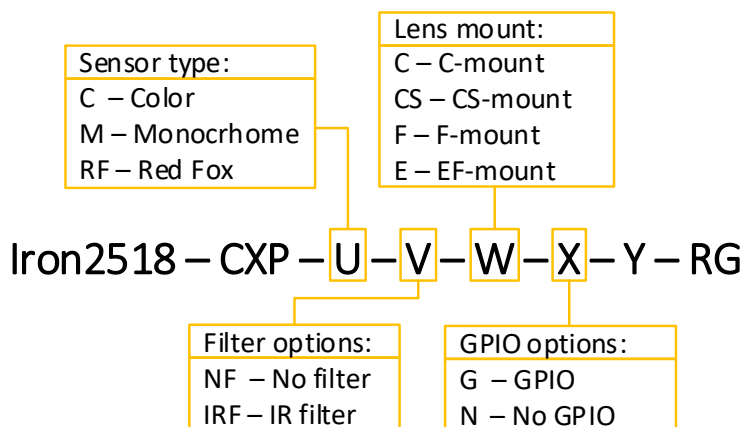 Lens mount:
C – C-mount
CS – CS-mount
F – F-mount
E – EF-mount
Sensor type:
C – Color
M – Monocrhome
RF – Red Fox
Iron2518 – CXP – U – V – W – X – Y – RG
Filter options:
NF – No filter
IRF – IR filter
GPIO options:
G – GPIO
N – No GPIO